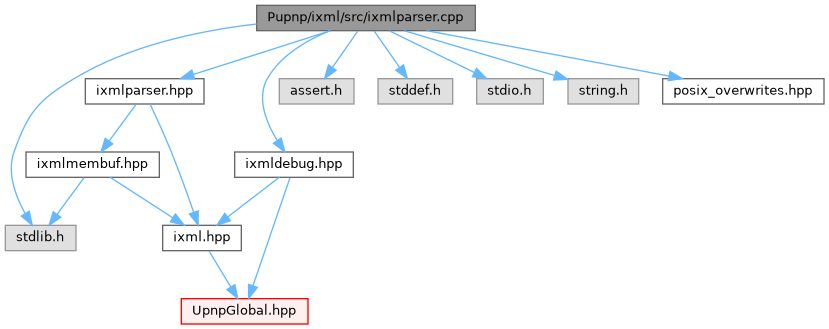 Pupnp/ixml/src/ixmlparser.cpp
ixmlparser.hpp
assert.h
stddef.h
stdio.h
string.h
posix_overwrites.hpp
ixmlmembuf.hpp
ixmldebug.hpp
stdlib.h
ixml.hpp
UpnpGlobal.hpp